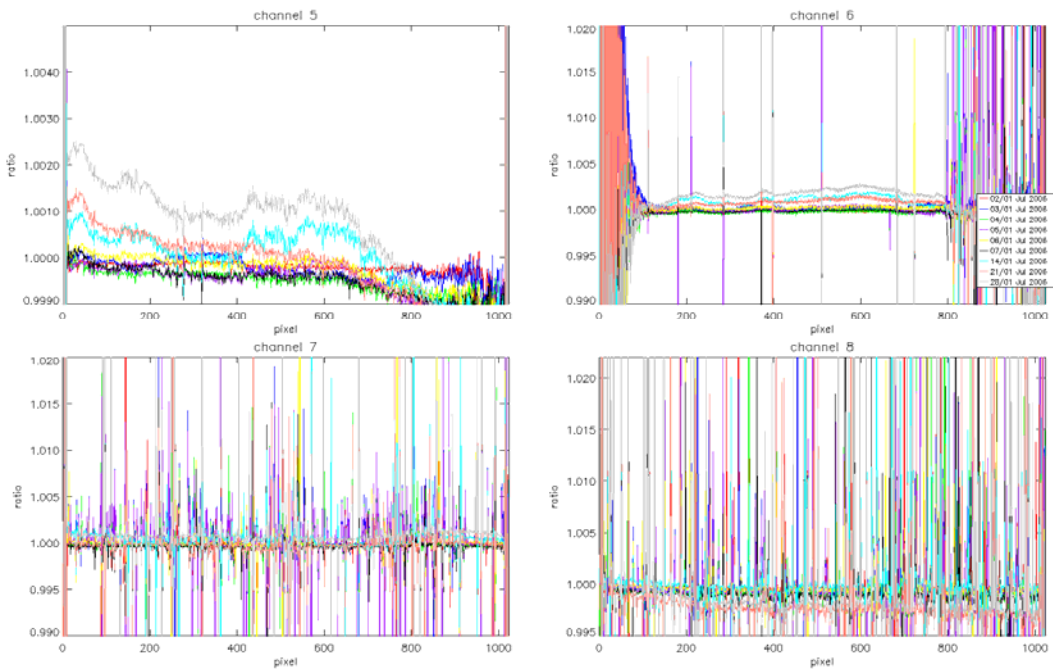 channel 5
1.0040
1.0030
1.0020
1.0010
1.0000
0.9990
ratio
0 200 400 600 800 1000
pixel
channel 6
1.020
1.015
1.010
1.005
1.000
0.995
0.990
ratio
02/01 Jul 2006
03/01 Jul 2006
04/01 Jul 2006
05/01 Jul 2006
06/01 Jul 2006
07/01 Jul 2006
14/01 Jul 2006
21/01 Jul 2006
28/01 Jul 2006
0 200 400 600 800 1000
pixel
channel 7
1.020
1.015
1.010
1.005
1.000
0.995
0.990
ratio
0 200 400 600 800 1000
pixel
channel 8
1.020
1.015
1.010
1.005
1.000
0.995
ratio
0 200 400 600 800 1000
pixel